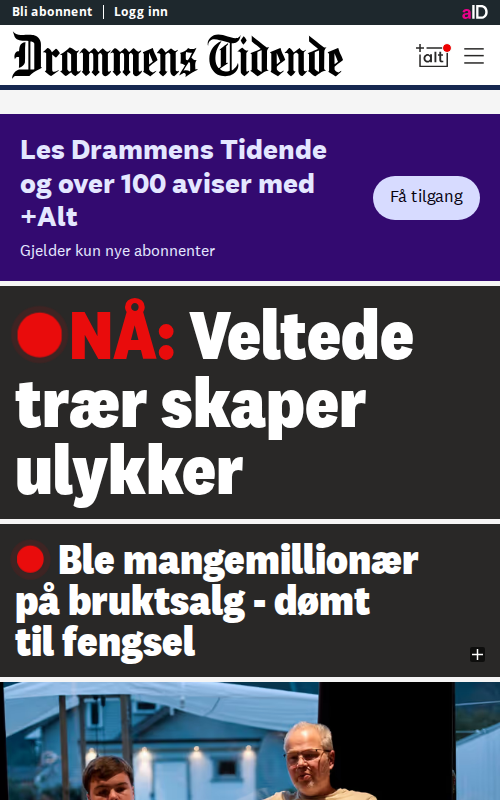 Bli abonnent | Logg inn
aID
Drammens Tidende
+alt
Les Drammens Tidende
og over 100 aviser med
+Alt
Få tilgang
Gjelder kun nye abonnenter
NÅ: Veltede
trær skaper
ulykker
Ble mangemillionær
på bruktsalg - dømt
til fengsel